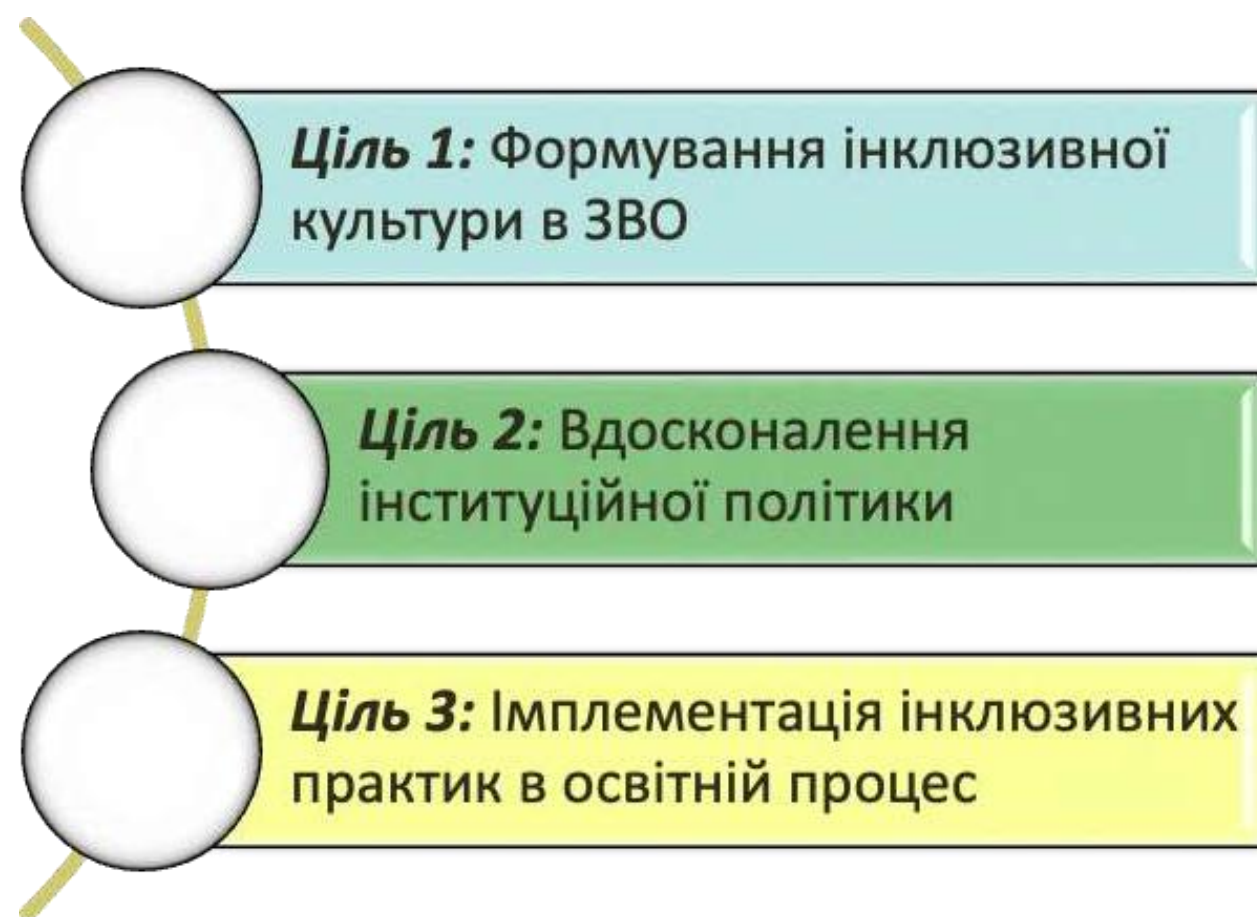 Ціль 1: Формування інклюзивної
культури в ЗВО
Ціль 2: Вдосконалення
інституційної політики
Ціль 3: Імплементація інклюзивних
практик в освітній процес